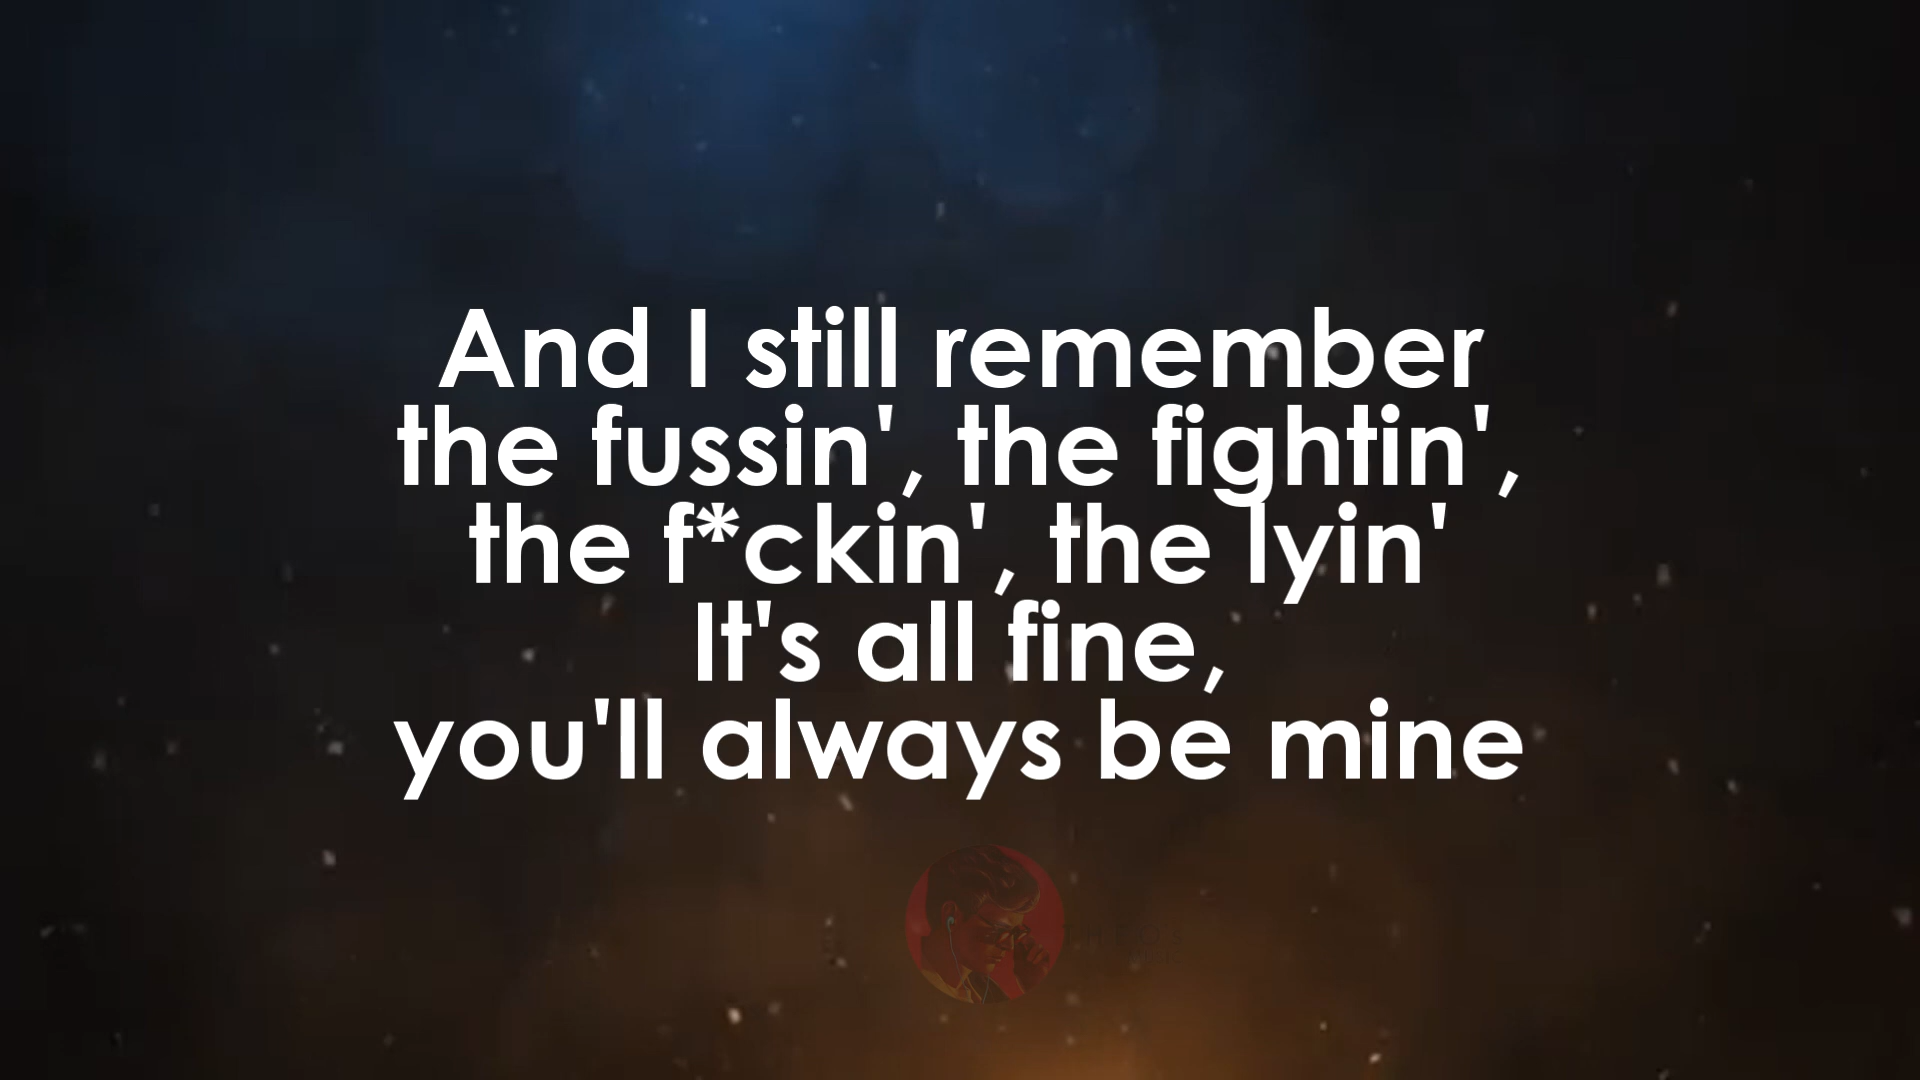 And I still remember
the fussin', the fightin',
the f*ckin', the lyin'
It's all fine,
you'll always be mine